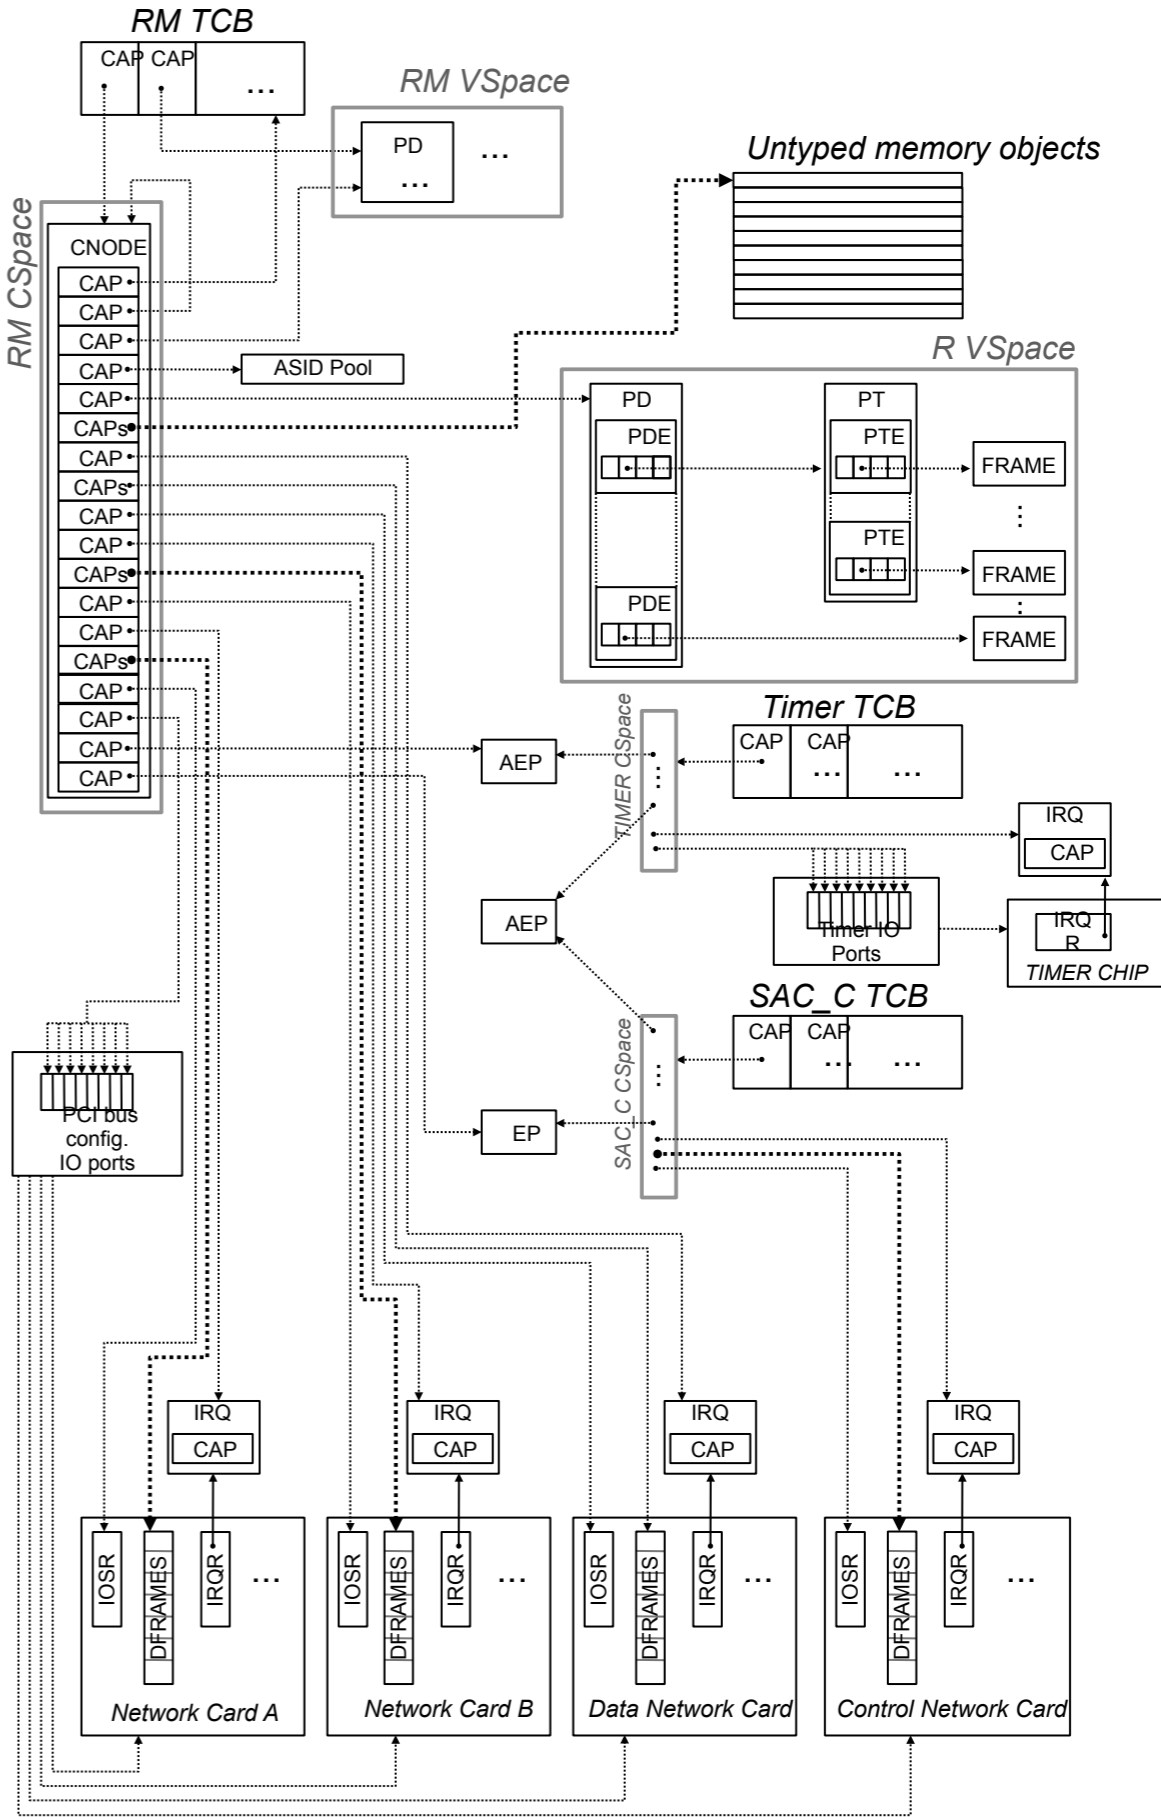 RM TCB
CAP CAP
...
RM VSpace
PD
...
...
Untyped memory objects
RM CSpace
CNODE
CAP
CAP
CAP
CAP
CAP
CAPs
CAP
CAPs
CAP
CAP
CAPs
CAP
CAP
CAPs
CAP
CAP
CAP
CAP
ASID Pool
R VSpace
PD
PDE
PDE
PT
PTE
PTE
FRAME
FRAME
FRAME
Timer TCB
CAP CAP
... ...
TIMER CSpace
AEP
AEP
IRQ
CAP
Timer IO
Ports
IRQ
R
TIMER CHIP
SAC_C TCB
CAP CAP
... ...
SAC_C CSpace
EP
PCI bus
config.
IO ports
IRQ
CAP
IRQ
CAP
IRQ
CAP
IRQ
CAP
IOSR
DFRAMES
IRQR
...
Network Card A
IOSR
DFRAMES
IRQR
...
Network Card B
IOSR
DFRAMES
IRQR
...
Data Network Card
IOSR
DFRAMES
IRQR
...
Control Network Card